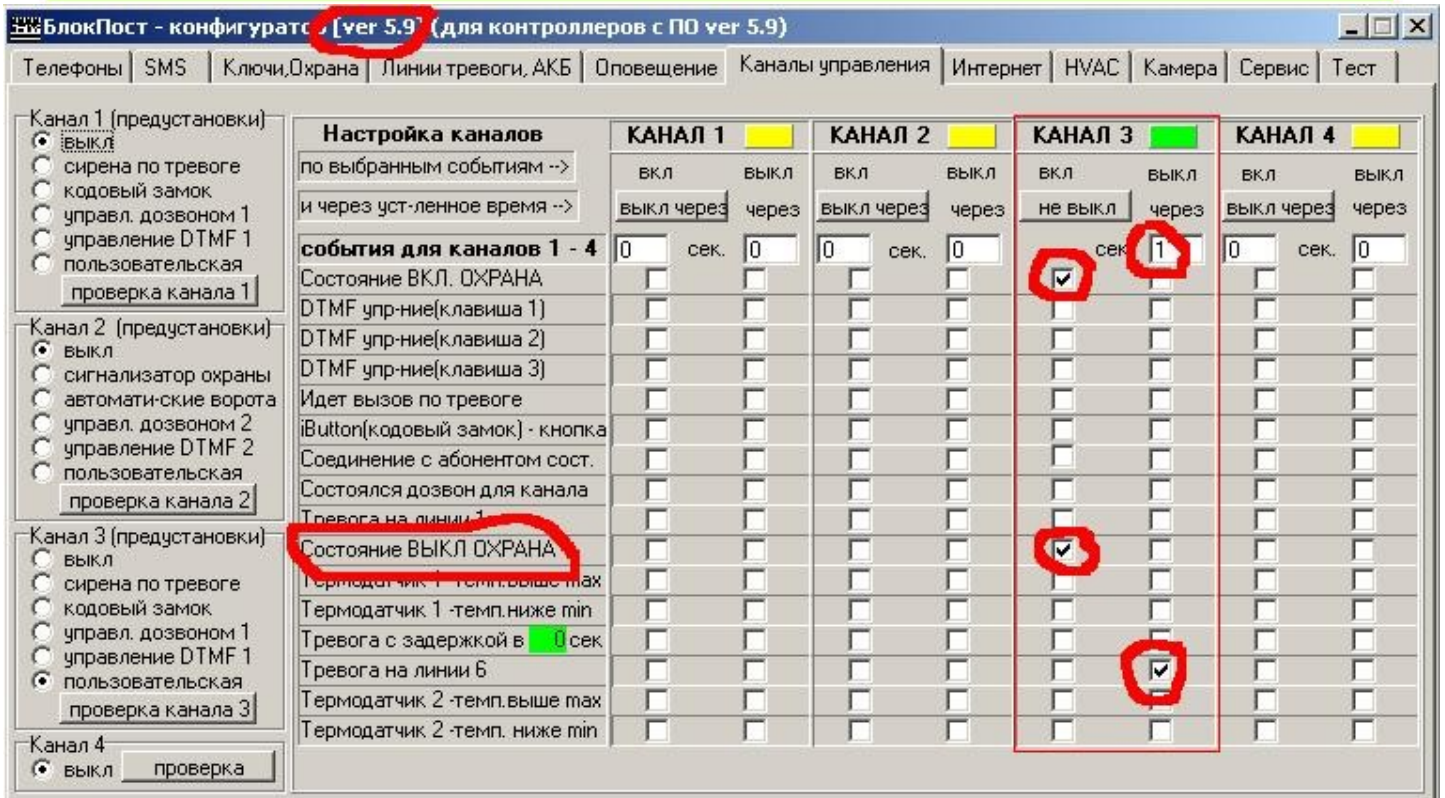 БлокПост - конфигуратор [ver 5.9] (для контроллеров с ПО ver 5.9)
Телефоны SMS Ключи,Охрана Линии тревоги, АКБ Оповещение Каналы управления Интернет HVAC Камера Сервис Тест
Канал 1 (предустановки)
выкл
сирена по тревоге
кодовый замок
управл. дозвоном 1
управление DTMF 1
пользовательская
проверка канала 1
Канал 2 (предустановки)
выкл
сигнализатор охраны
автомати-ские ворота
управл. дозвоном 2
управление DTMF 2
пользовательская
проверка канала 2
Канал 3 (предустановки)
выкл
сирена по тревоге
кодовый замок
управл. дозвоном 1
управление DTMF 1
пользовательская
проверка канала 3
Канал 4
выкл проверка
Настройка каналов КАНАЛ 1 КАНАЛ 2 КАНАЛ 3 КАНАЛ 4
по выбранным событиям --> вкл выкл вкл выкл вкл выкл вкл выкл
и через уст-ленное время --> выкл через через выкл через через не выкл через выкл через через
события для каналов 1 - 4 0 сек. 0 0 сек. 0 сек 1 0 сек. 0
Состояние ВКЛ. ОХРАНА
DTMF упр-ние(клавиша 1)
DTMF упр-ние(клавиша 2)
DTMF упр-ние(клавиша 3)
Идет вызов по тревоге
iButton(кодовый замок) - кнопка
Соединение с абонентом сост.
Состоялся дозвон для канала
Тревога на линии 1
Состояние ВЫКЛ ОХРАНА
Термодатчик 1 -темп.выше max
Термодатчик 1 -темп.ниже min
Тревога с задержкой в 0 сек
Тревога на линии 6
Термодатчик 2 -темп.выше max
Термодатчик 2 -темп. ниже min